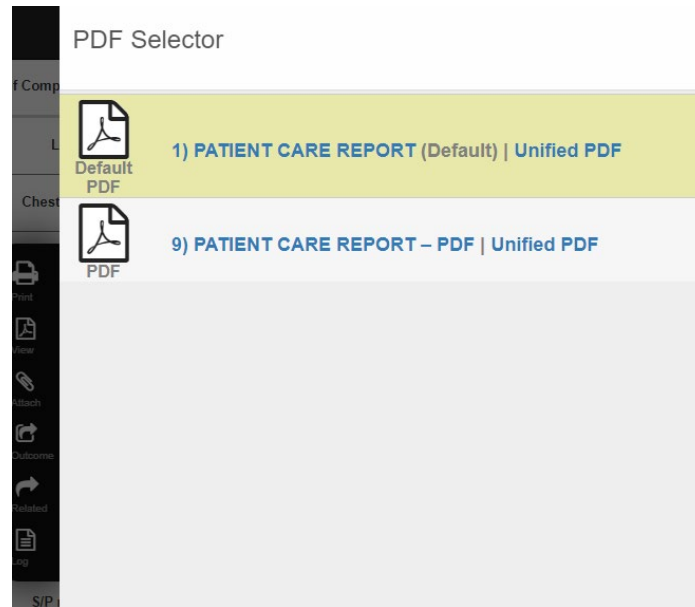 PDF Selector
f Comp
L
Default
PDF
1) PATIENT CARE REPORT (Default) | Unified PDF
Chest
PDF
9) PATIENT CARE REPORT – PDF | Unified PDF
Print
View
Attach
Outcome
Related
Log
S/P